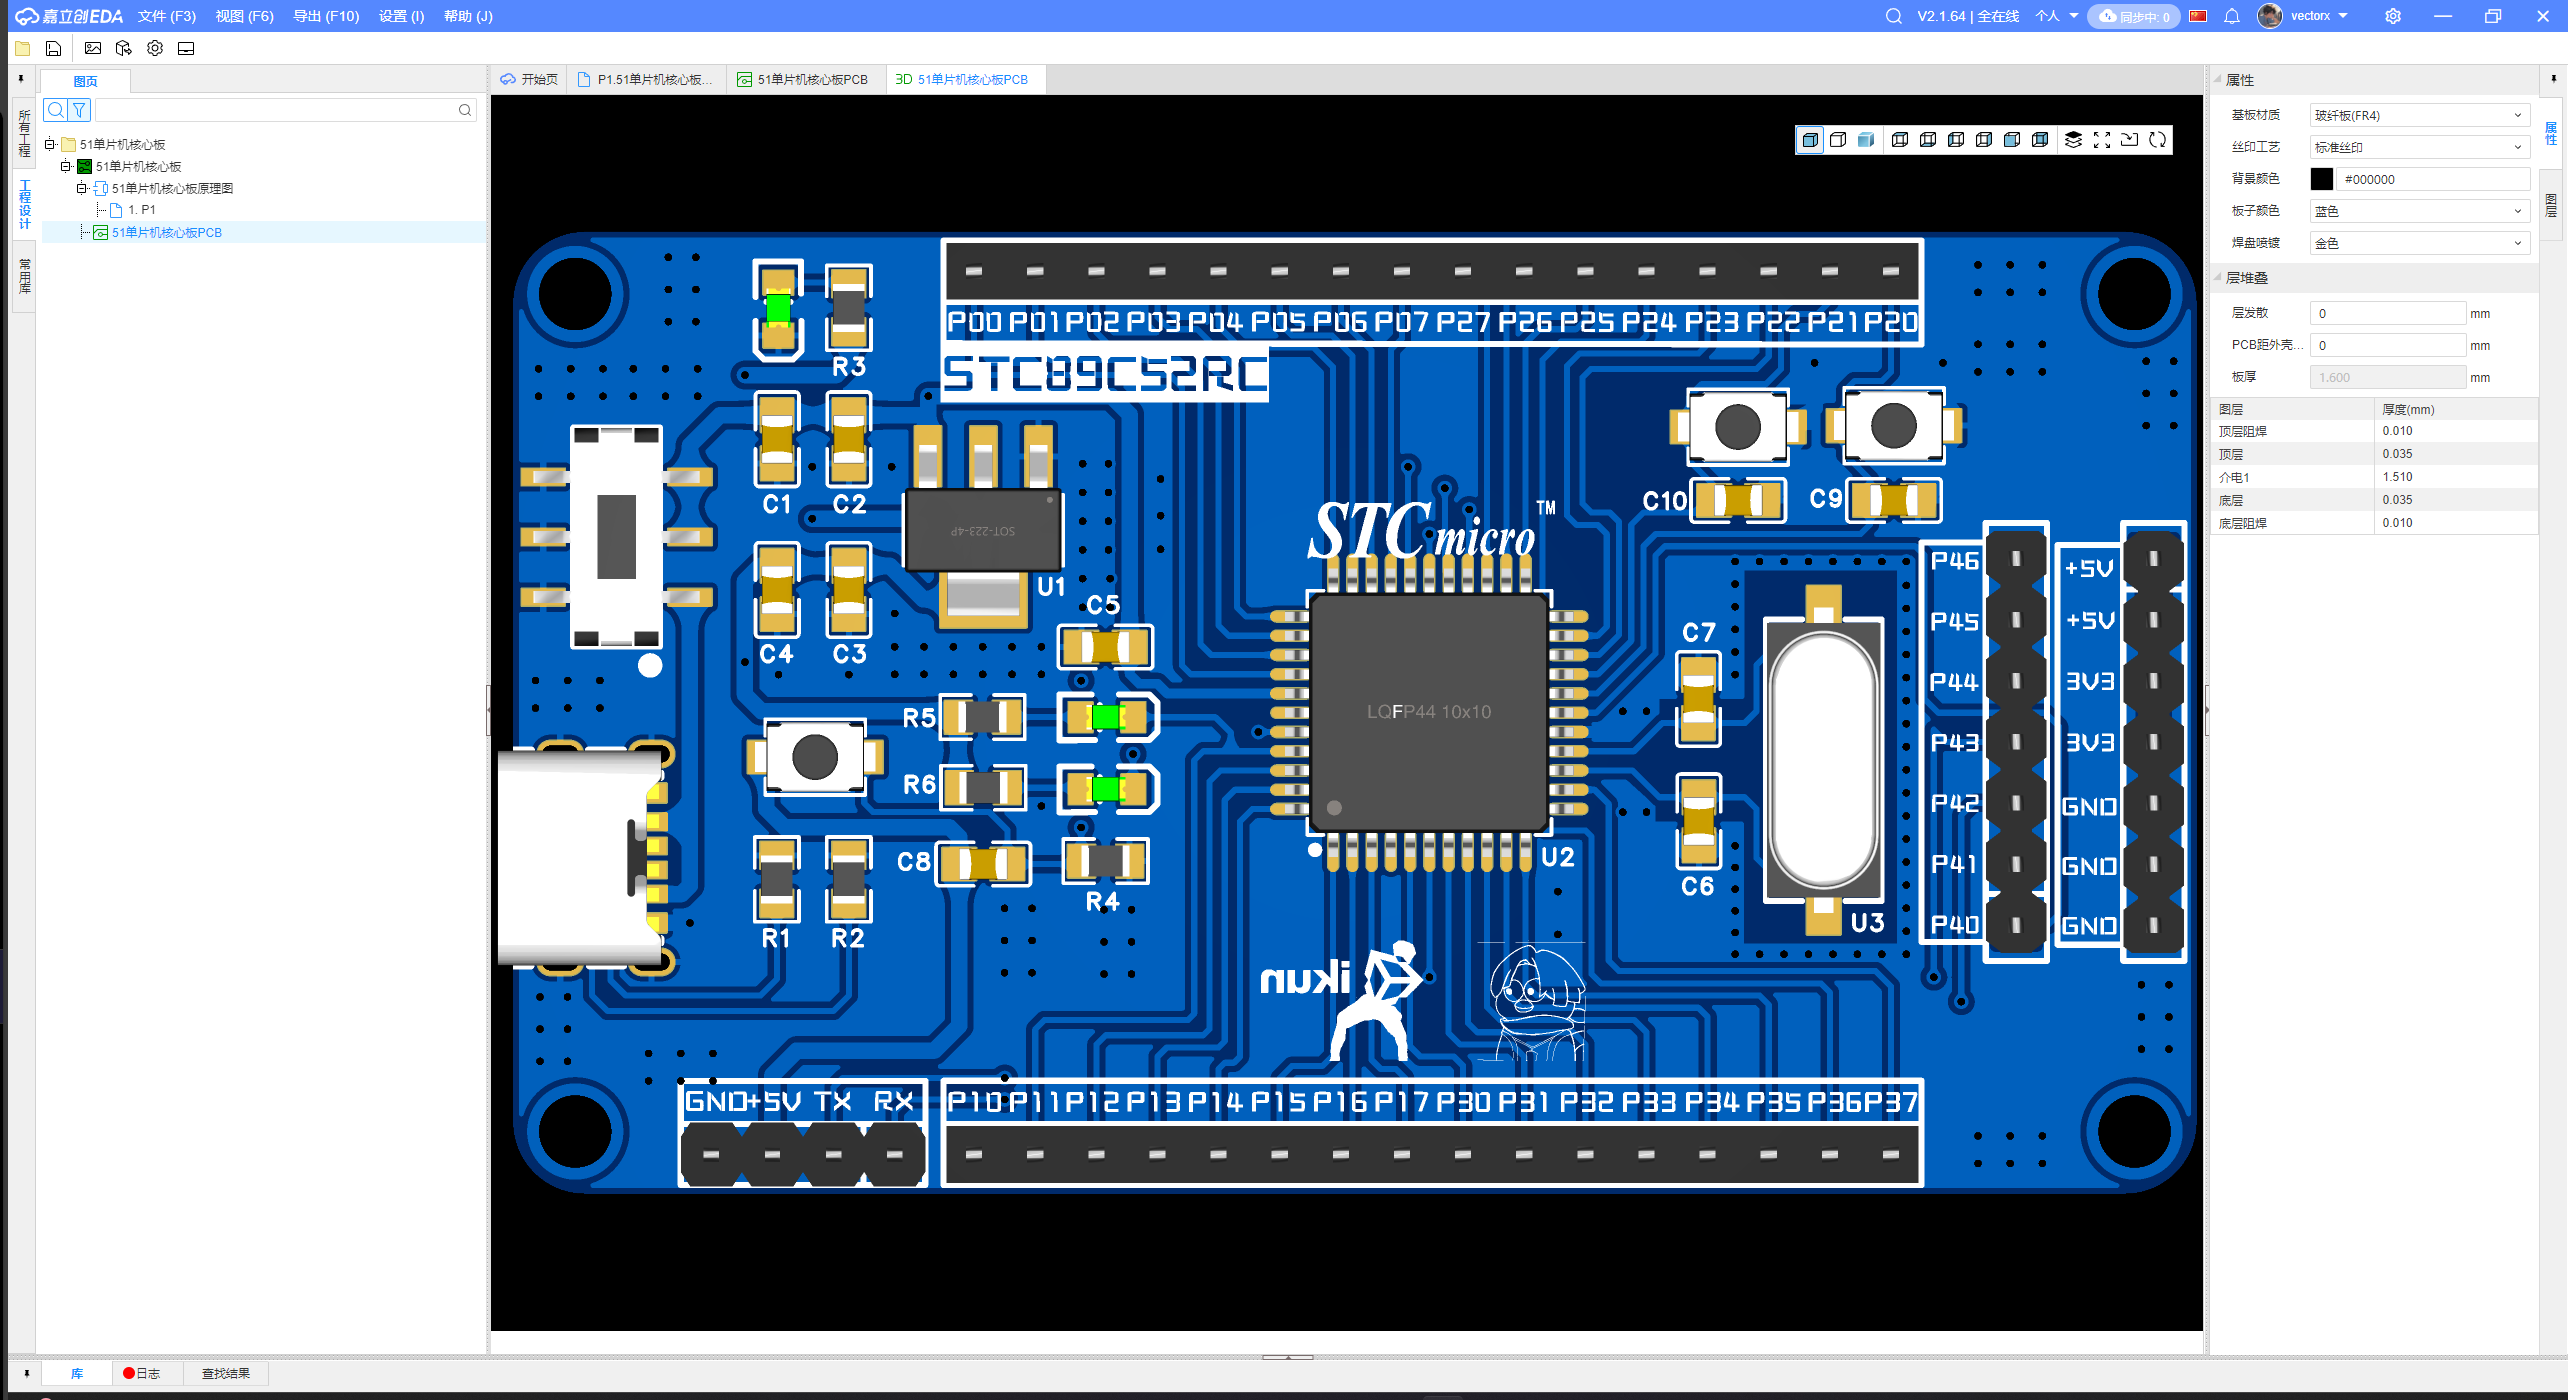 嘉立创EDA 文件 (F3) 视图 (F6) 导出 (F10) 设置 (I) 帮助 (J) V2.1.64 | 全在线 个人 同步中: 0 vectorx
图页
所有工程
工程设计
常用库
51单片机核心板
51单片机核心板
51单片机核心板原理图
1. P1
51单片机核心板PCB
开始页 P1.51单片机核心板... 51单片机核心板PCB 3D 51单片机核心板PCB
P00 P01 P02 P03 P04 P05 P06 P07 P27 P26 P25 P24 P23 P22 P21 P20
STC89C52RC
R3
C1 C2
SOT-223-4P
U1
C4 C3
C5
R5
R6
C8
R4
R1 R2
STC micro TM
LQFP44 10x10
U2
C10 C9
C7
C6
U3
P46
P45
P44
P43
P42
P41
P40
+5V
+5V
3V3
3V3
GND
GND
GND
ikun
GND +5V TX RX
P10 P11 P12 P13 P14 P15 P16 P17 P30 P31 P32 P33 P34 P35 P36 P37
属性
基板材质 玻纤板(FR4)
丝印工艺 标准丝印
背景颜色 #000000
板子颜色 蓝色
焊盘喷镀 金色
层堆叠
层发散 0 mm
PCB距外壳... 0 mm
板厚 1.600 mm
图层 厚度(mm)
顶层阻焊 0.010
顶层 0.035
介电1 1.510
底层 0.035
底层阻焊 0.010
属性
图层
库 日志 查找结果